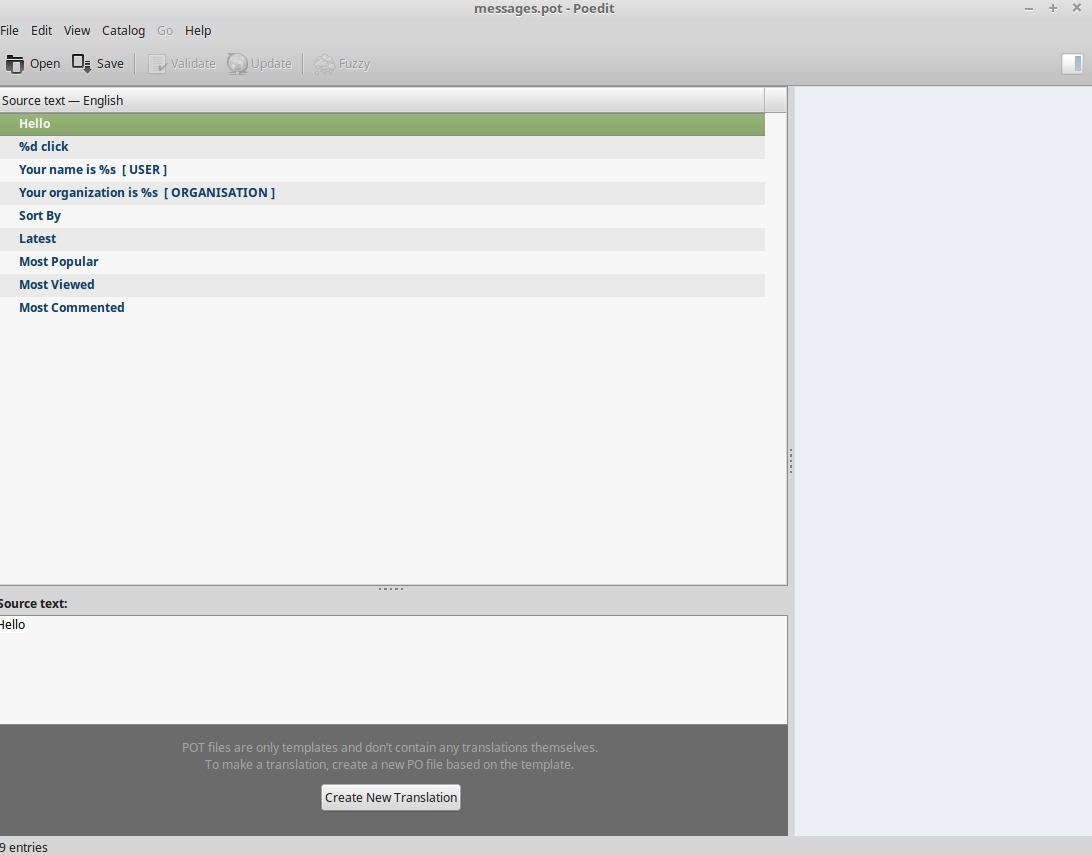 messages.pot - Poedit
File Edit View Catalog Go Help
Open Save Validate Update Fuzzy
Source text — English
Hello
%d click
Your name is %s [ USER ]
Your organization is %s [ ORGANISATION ]
Sort By
Latest
Most Popular
Most Viewed
Most Commented
Source text:
Hello
POT files are only templates and don't contain any translations themselves.
To make a translation, create a new PO file based on the template.
Create New Translation
9 entries